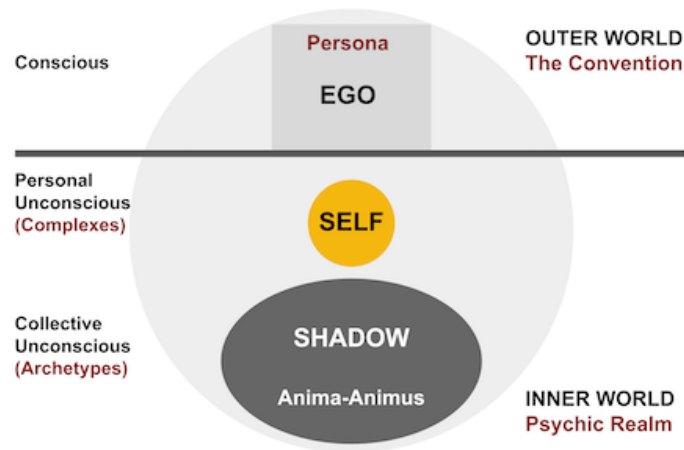 Conscious
Persona
EGO
OUTER WORLD
The Convention
Personal
Unconscious
(Complexes)
SELF
Collective
Unconscious
(Archetypes)
SHADOW
Anima-Animus
INNER WORLD
Psychic Realm